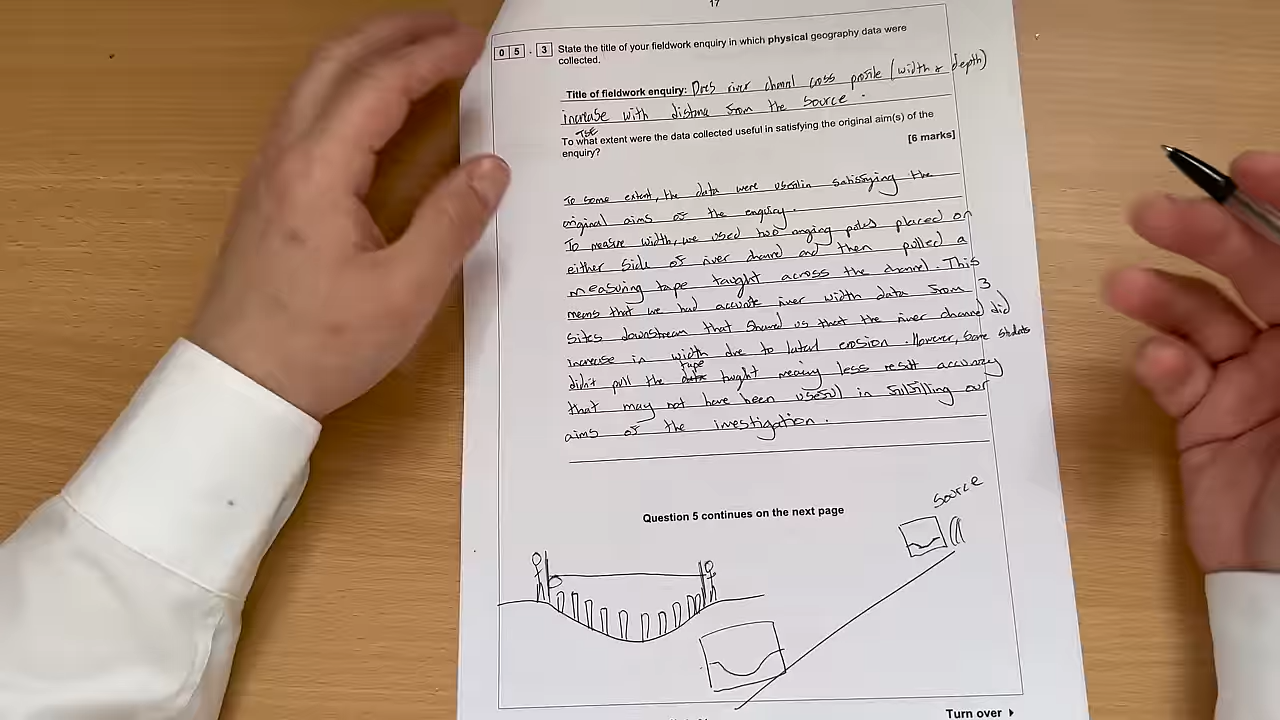 17
0 5 . 3 State the title of your fieldwork enquiry in which physical geography data were
collected.
Title of fieldwork enquiry: Does river channel cross profile (width & depth)
increase with distance from the source.
To what extent were the data collected useful in satisfying the original aim(s) of the
enquiry?
[6 marks]
To some extent, the data were useful in satisfying the
original aims of the enquiry.
To measure width, we used two ranging poles placed on
either side of river channel and then pulled a
measuring tape taught across the channel. This
means that we had accurate river width data from 3
sites downstream that showed us that the river channel did
increase in width due to lateral erosion. However, some students
didn't pull the tape taught meaning less result accuracy
that may not have been useful in fulfilling our
aims of the investigation.
Question 5 continues on the next page
Source
Turn over